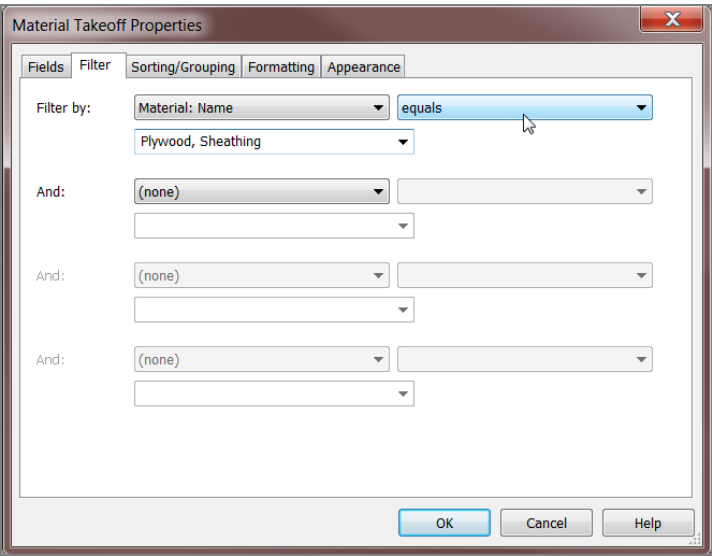 Material Takeoff Properties
Fields Filter Sorting/Grouping Formatting Appearance
Filter by: Material: Name equals
Plywood, Sheathing
And: (none)
And: (none)
And: (none)
OK Cancel Help